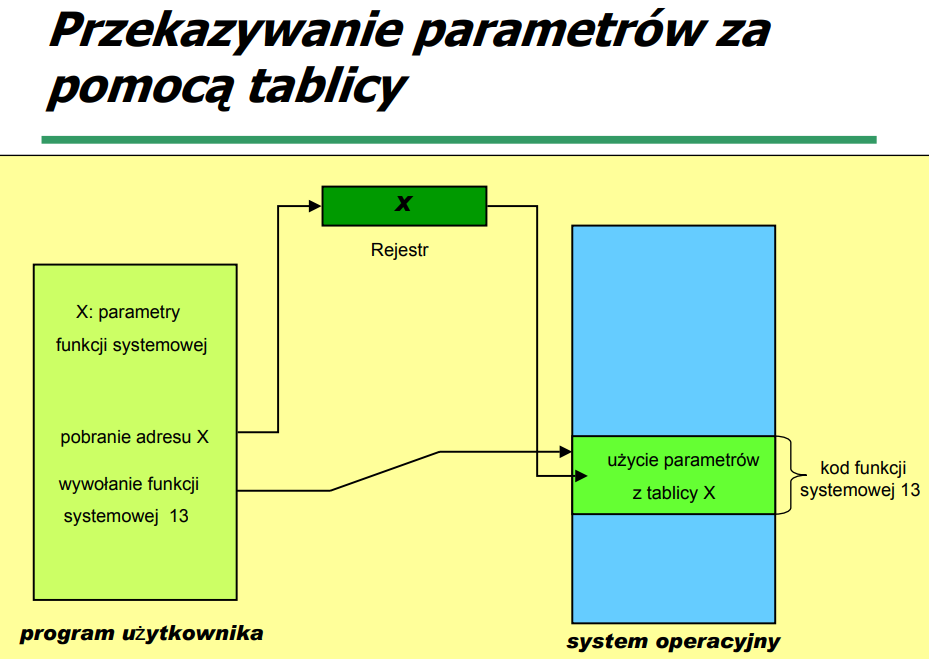 Przekazywanie parametrów za
pomocą tablicy
X
Rejestr
X: parametry
funkcji systemowej
pobranie adresu X
wywołanie funkcji
systemowej 13
użycie parametrów
z tablicy X
kod funkcji
systemowej 13
program użytkownika
system operacyjny